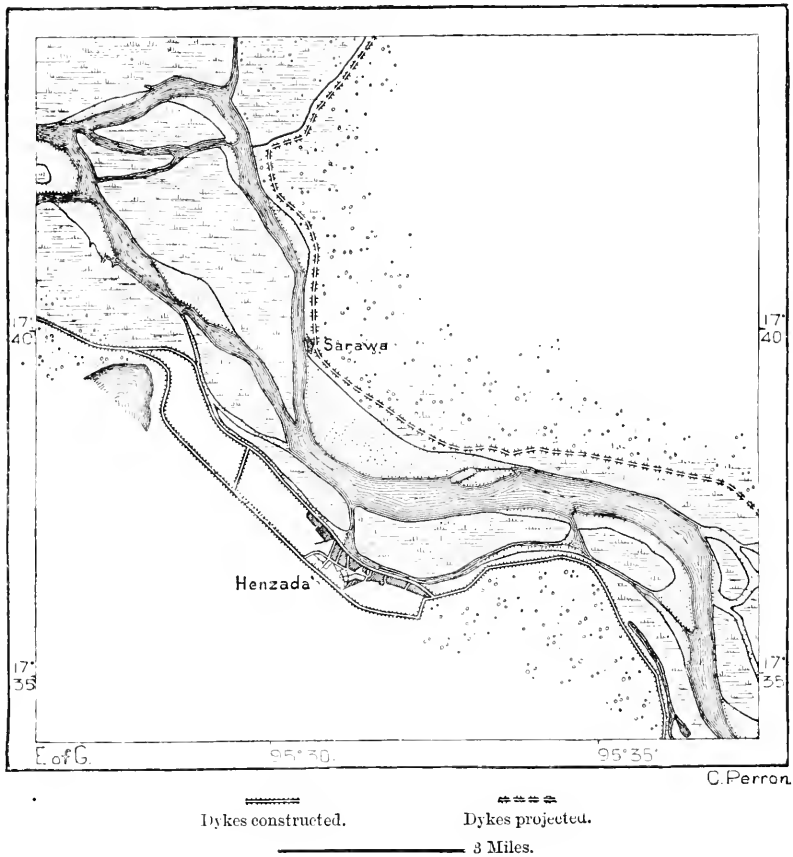 17°
40'
17°
40'
Sarawa
Henzada
17°
35
17°
35
E. of G.
95°30'
95°35'
C. Perron
Dykes constructed.
Dykes projected.
3 Miles.